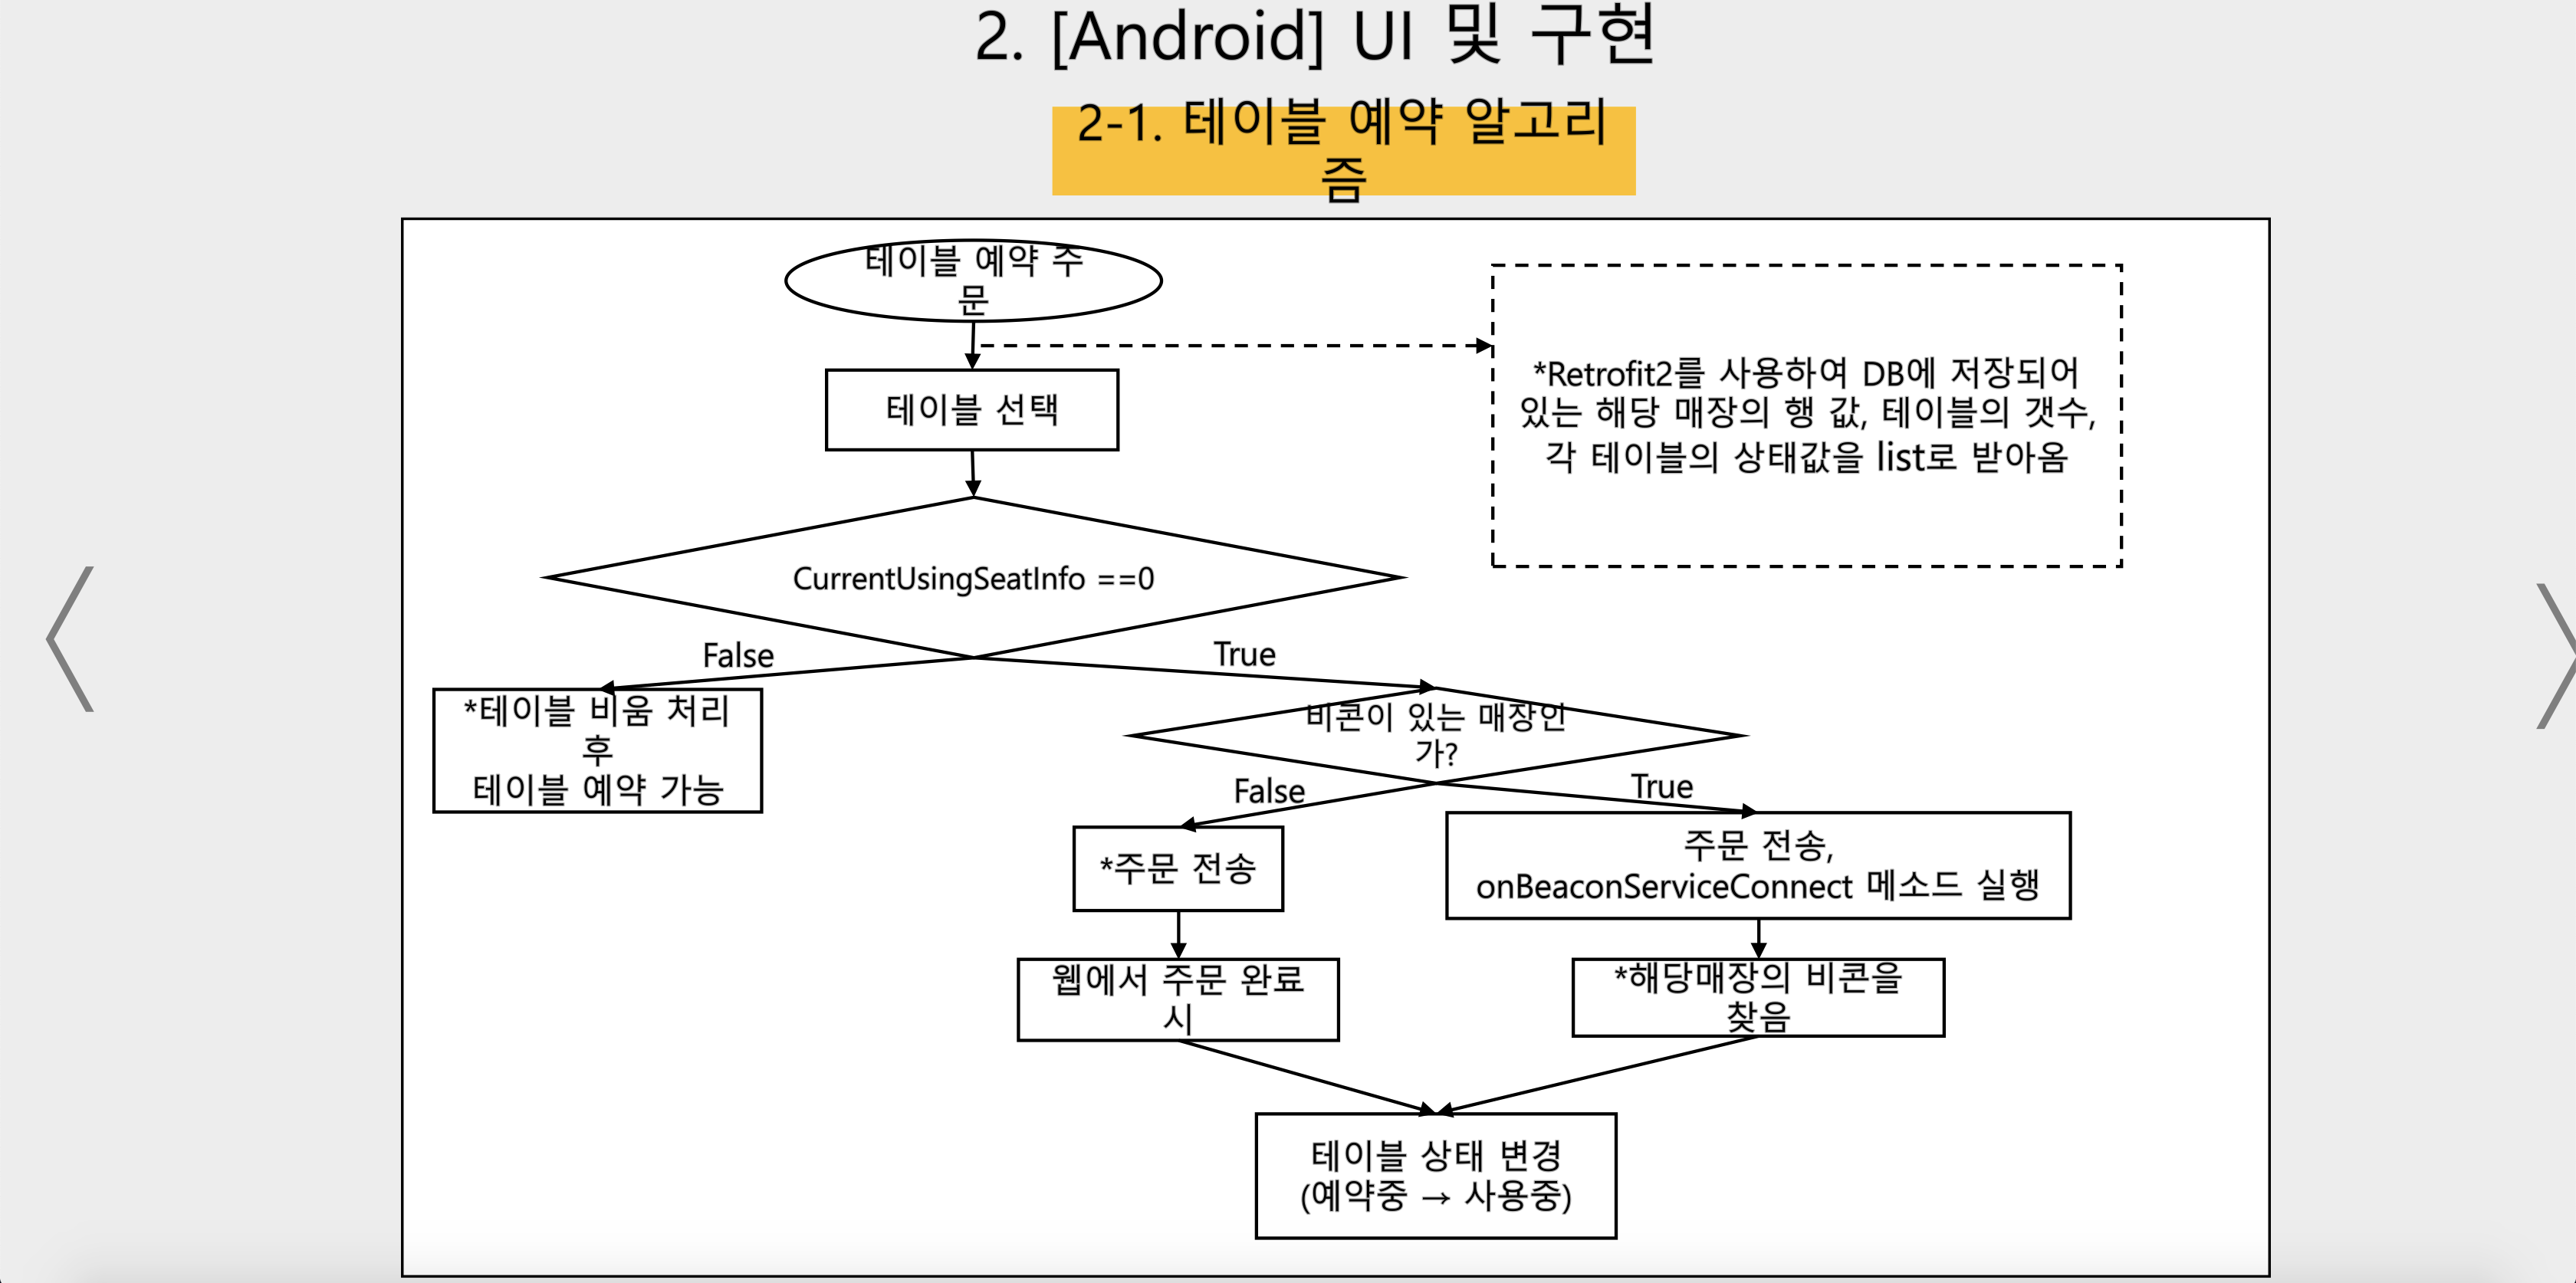 2. [Android] UI 및 구현
2-1. 테이블 예약 알고리
즘
테이블 예약 주
문
*Retrofit2를 사용하여 DB에 저장되어
있는 해당 매장의 행 값, 테이블의 갯수,
각 테이블의 상태값을 list로 받아옴
테이블 선택
CurrentUsingSeatInfo ==0
False
True
*테이블 비움 처리
후
테이블 예약 가능
비콘이 있는 매장인
가?
False
True
*주문 전송
주문 전송,
onBeaconServiceConnect 메소드 실행
웹에서 주문 완료
시
*해당매장의 비콘을
찾음
테이블 상태 변경
(예약중 → 사용중)